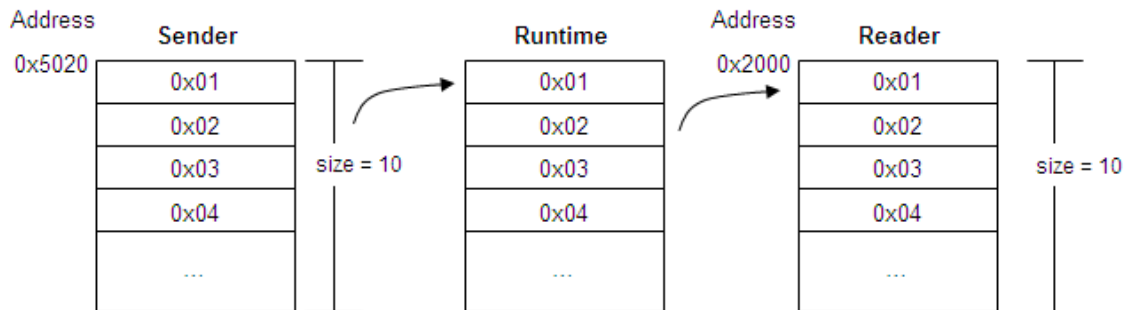 Address
Sender
Runtime
Address
Reader
0x5020
0x2000
0x01
0x01
0x01
0x02
0x02
0x02
0x03
size = 10
0x03
0x03
size = 10
0x04
0x04
0x04
...
...
...